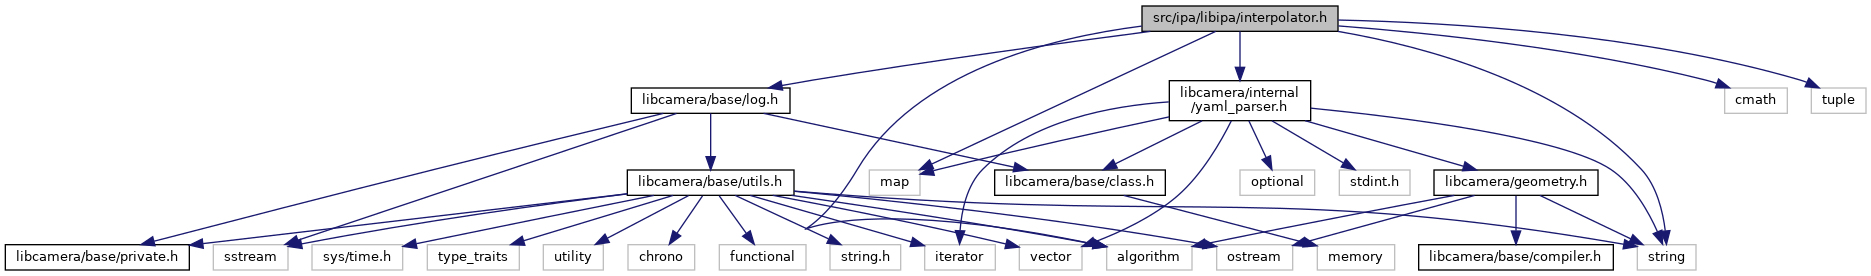 src/ipa/libipa/interpolator.h
libcamera/base/log.h
libcamera/internal
/yaml_parser.h
cmath
tuple
libcamera/base/utils.h
map
libcamera/base/class.h
optional
stdint.h
libcamera/geometry.h
libcamera/base/private.h
sstream
sys/time.h
type_traits
utility
chrono
functional
string.h
iterator
vector
algorithm
ostream
memory
libcamera/base/compiler.h
string